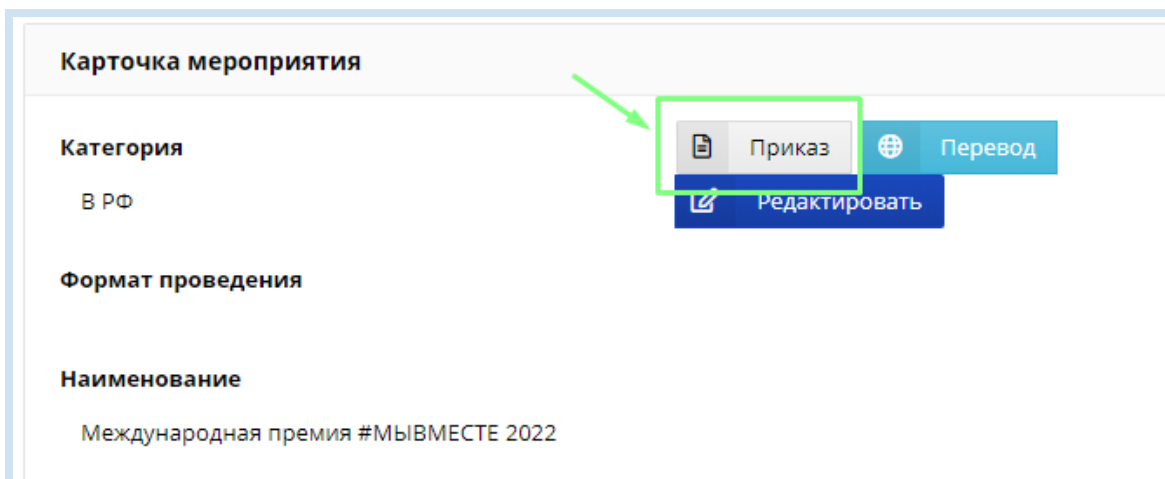 Карточка мероприятия
Категория
Приказ
Перевод
В РФ
Редактировать
Формат проведения
Наименование
Международная премия #МЫВМЕСТЕ 2022